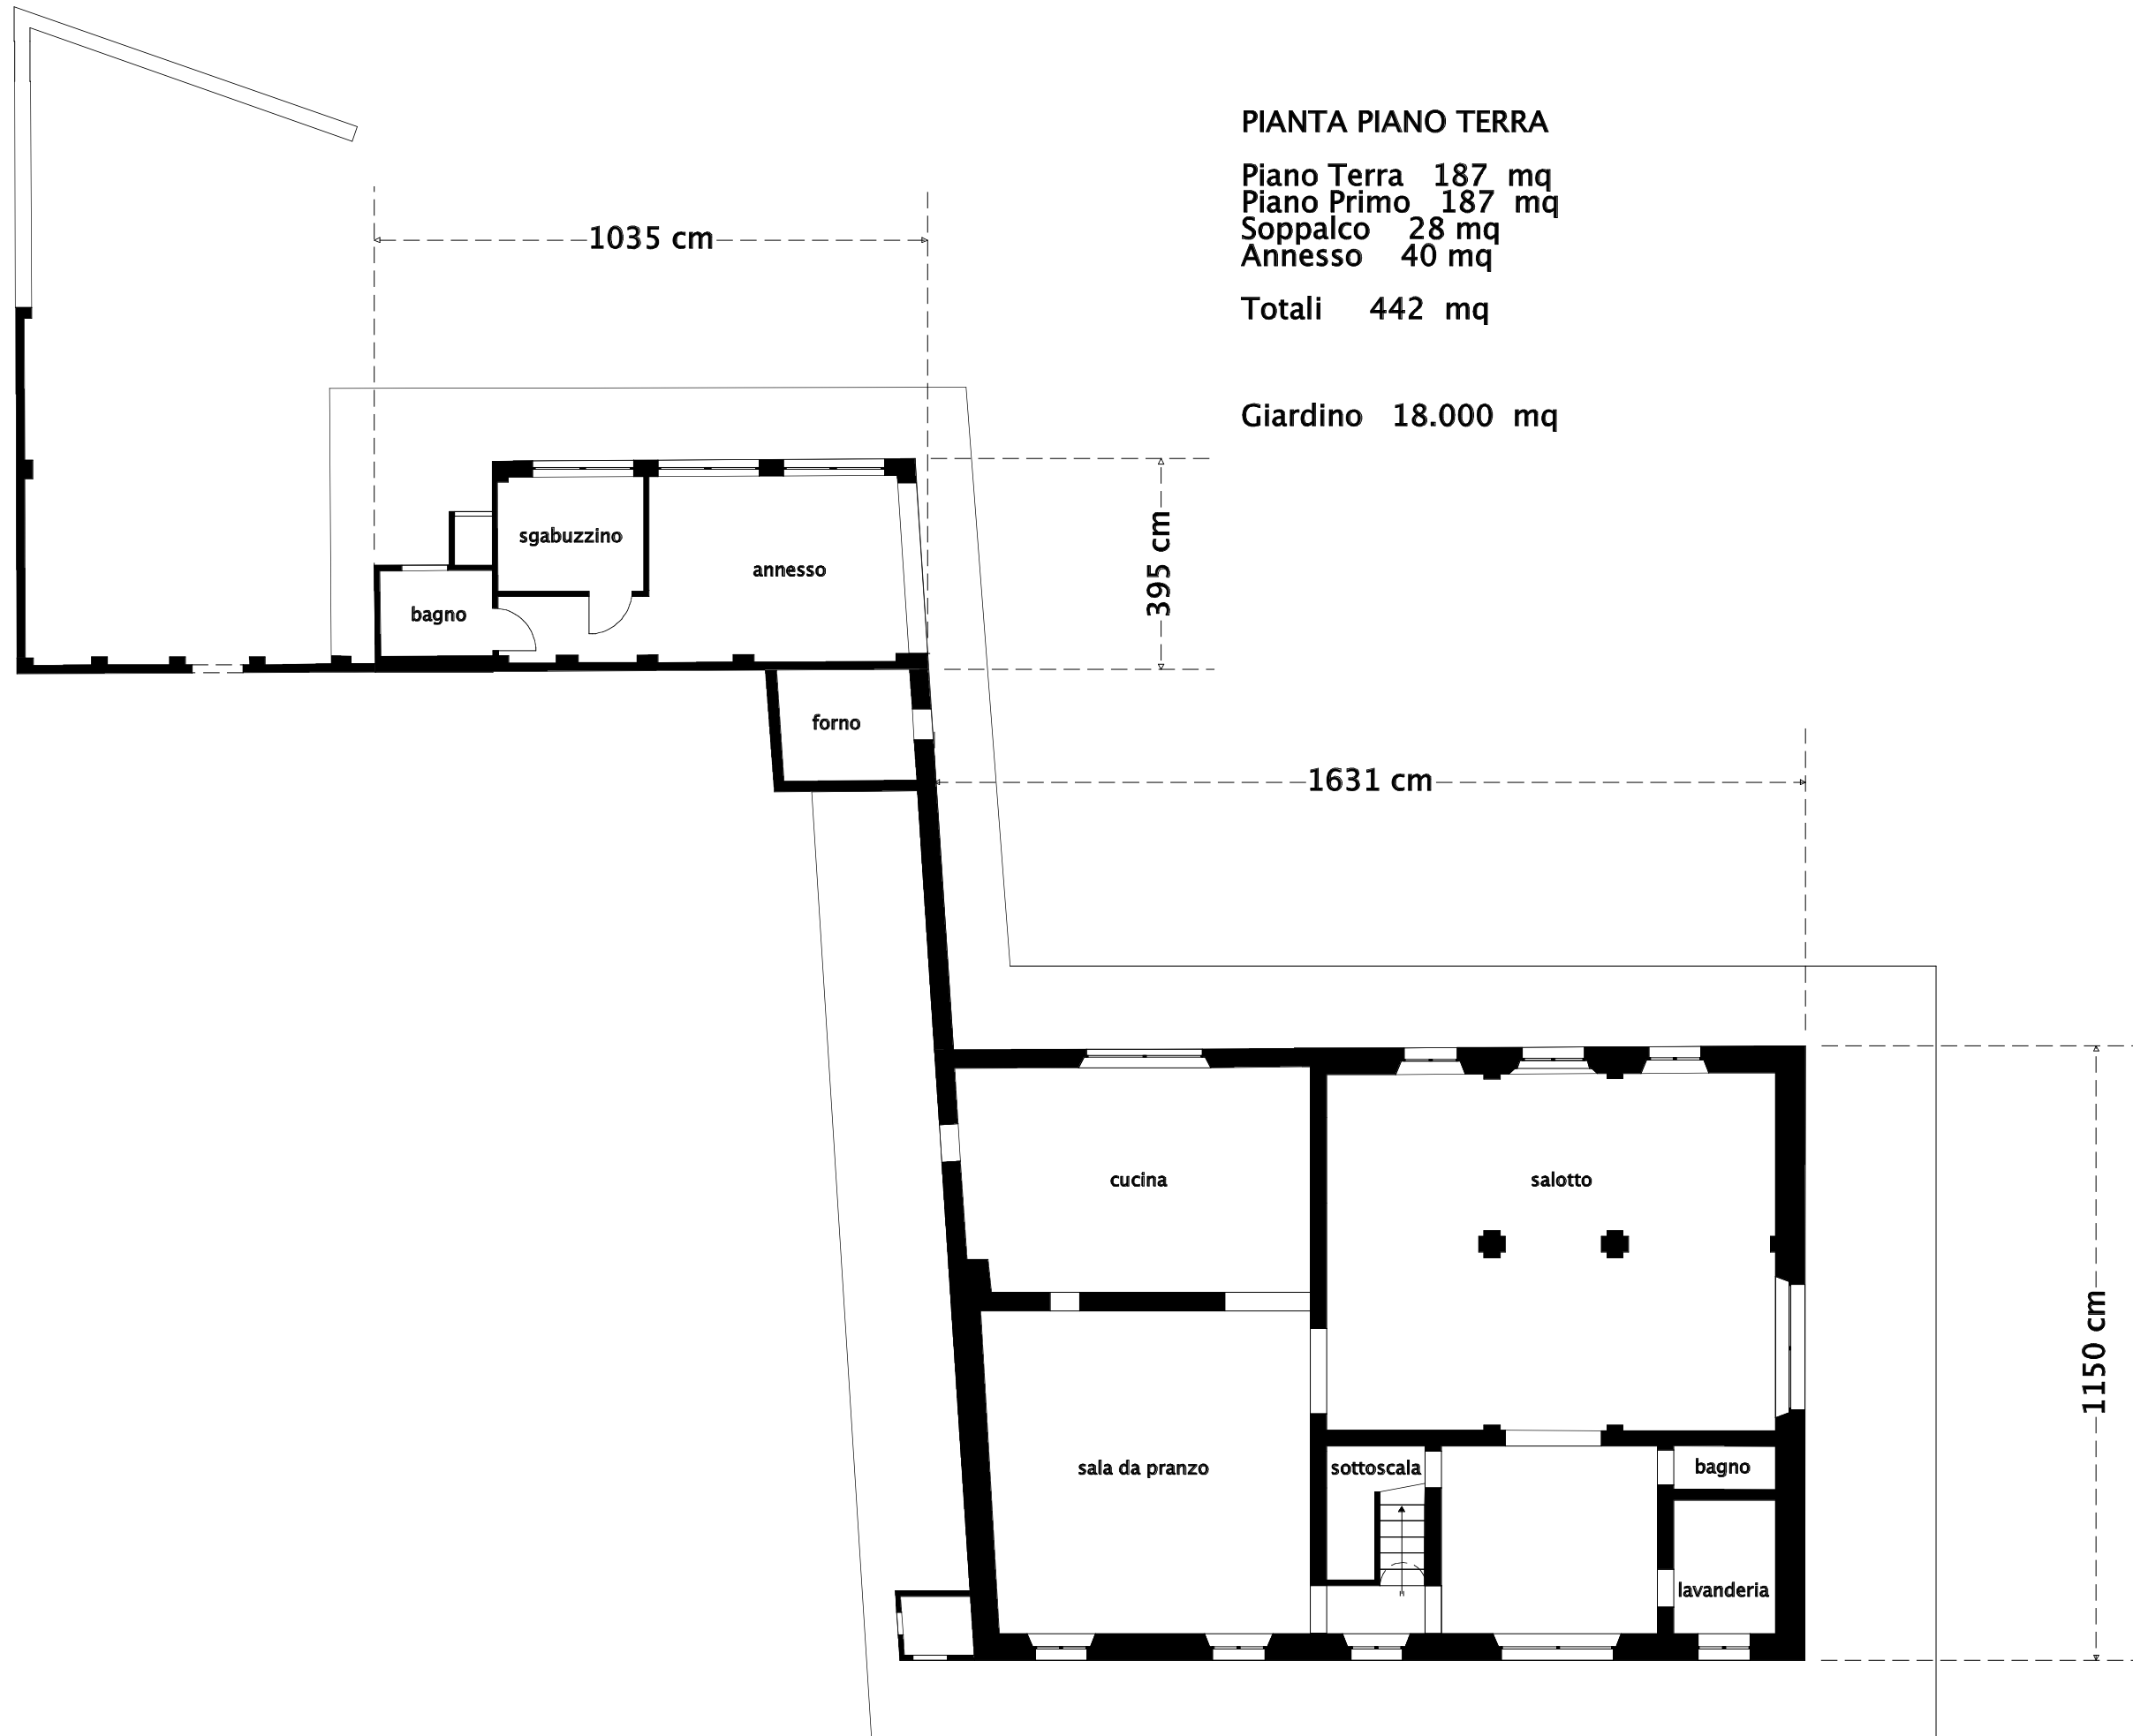 PIANTA PIANO TERRA
Piano Terra 187 mq
Piano Primo 187 mq
Soppalco 28 mq
Annesso 40 mq
Totali 442 mq
Giardino 18.000 mq
1035 cm
395 cm
sgabuzzino
annesso
bagno
forno
1631 cm
cucina
salotto
1150 cm
sala da pranzo
sottoscala
bagno
lavanderia